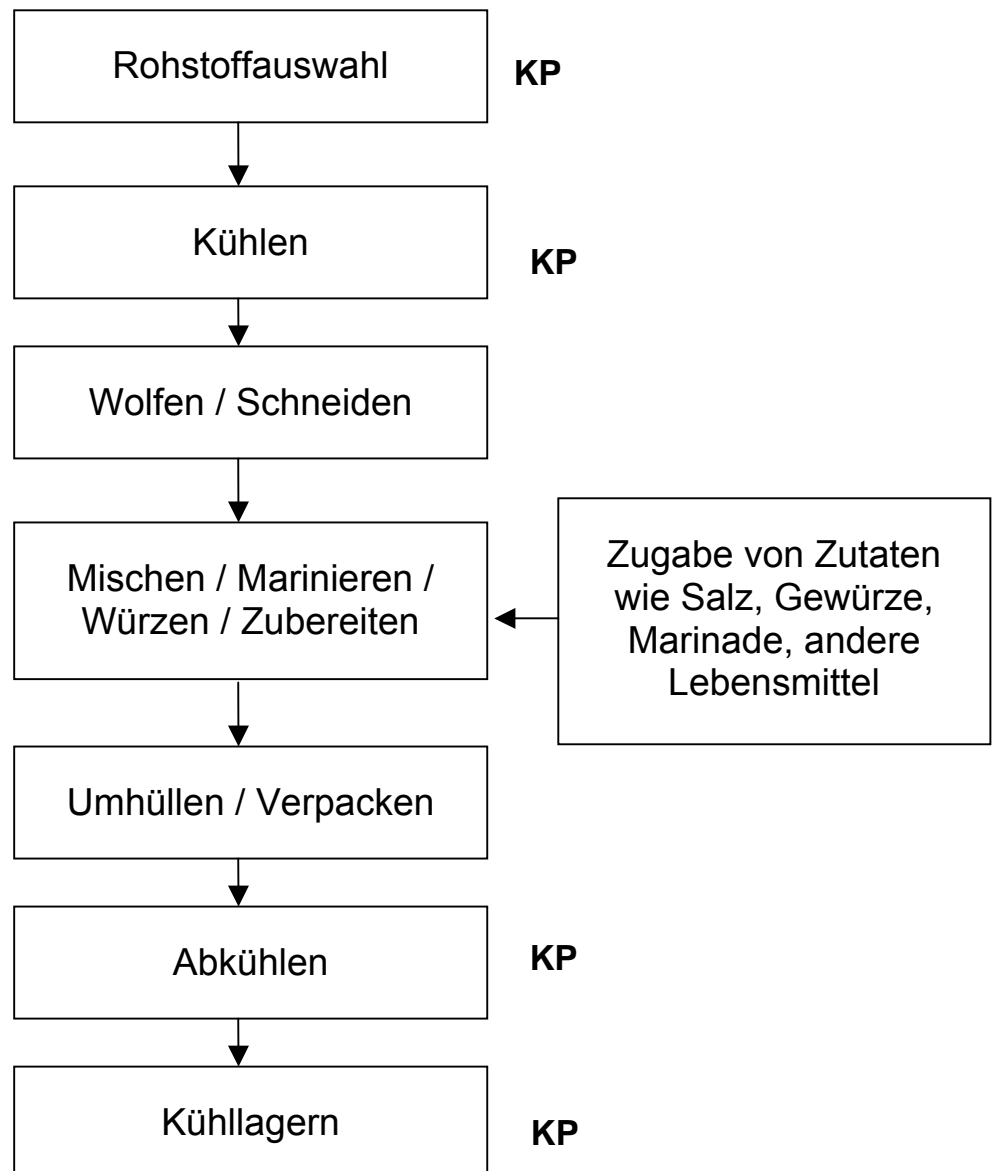 Rohstoffauswahl
KP
Kühlen
KP
Wolfen / Schneiden
Mischen / Marinieren /
Würzen / Zubereiten
Zugabe von Zutaten
wie Salz, Gewürze,
Marinade, andere
Lebensmittel
Umhüllen / Verpacken
Abkühlen
KP
Kühllagern
KP